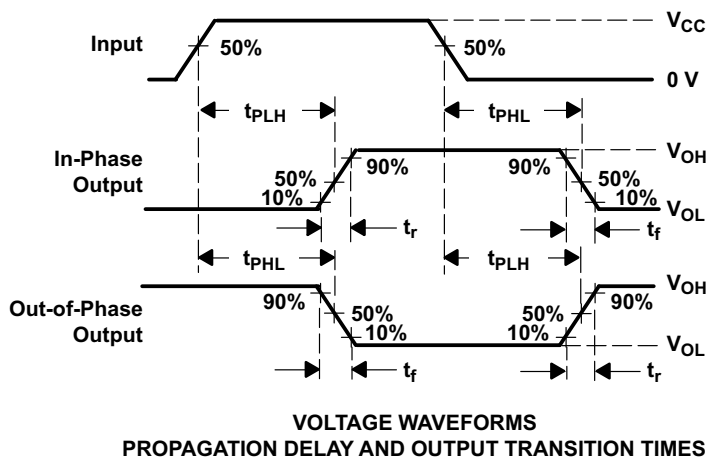 V_CC
Input
50%
50%
0 V
t_PLH
t_PHL
In-Phase
Output
V_OH
90%
90%
50%
50%
10%
10%
V_OL
t_r
t_f
t_PHL
t_PLH
Out-of-Phase
Output
V_OH
90%
90%
50%
50%
10%
10%
V_OL
t_f
t_r
VOLTAGE WAVEFORMS
PROPAGATION DELAY AND OUTPUT TRANSITION TIMES